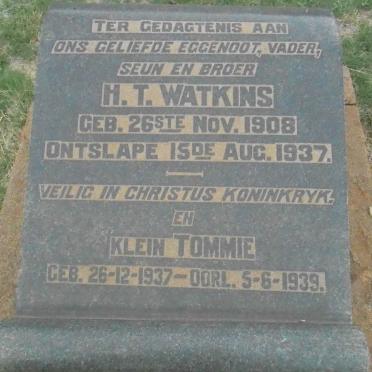 TER GEDAGTENIS AAN
ONS GELIEFDE EGGENOOT, VADER,
SEUN EN BROER
H.T. WATKINS
GEB. 26STE NOV. 1908
ONTSLAPE 15DE AUG. 1937.
VEILIG IN CHRISTUS KONINKRYK.
EN
KLEIN TOMMIE
GEB. 26-12-1937 — OORL. 5-6-1939.